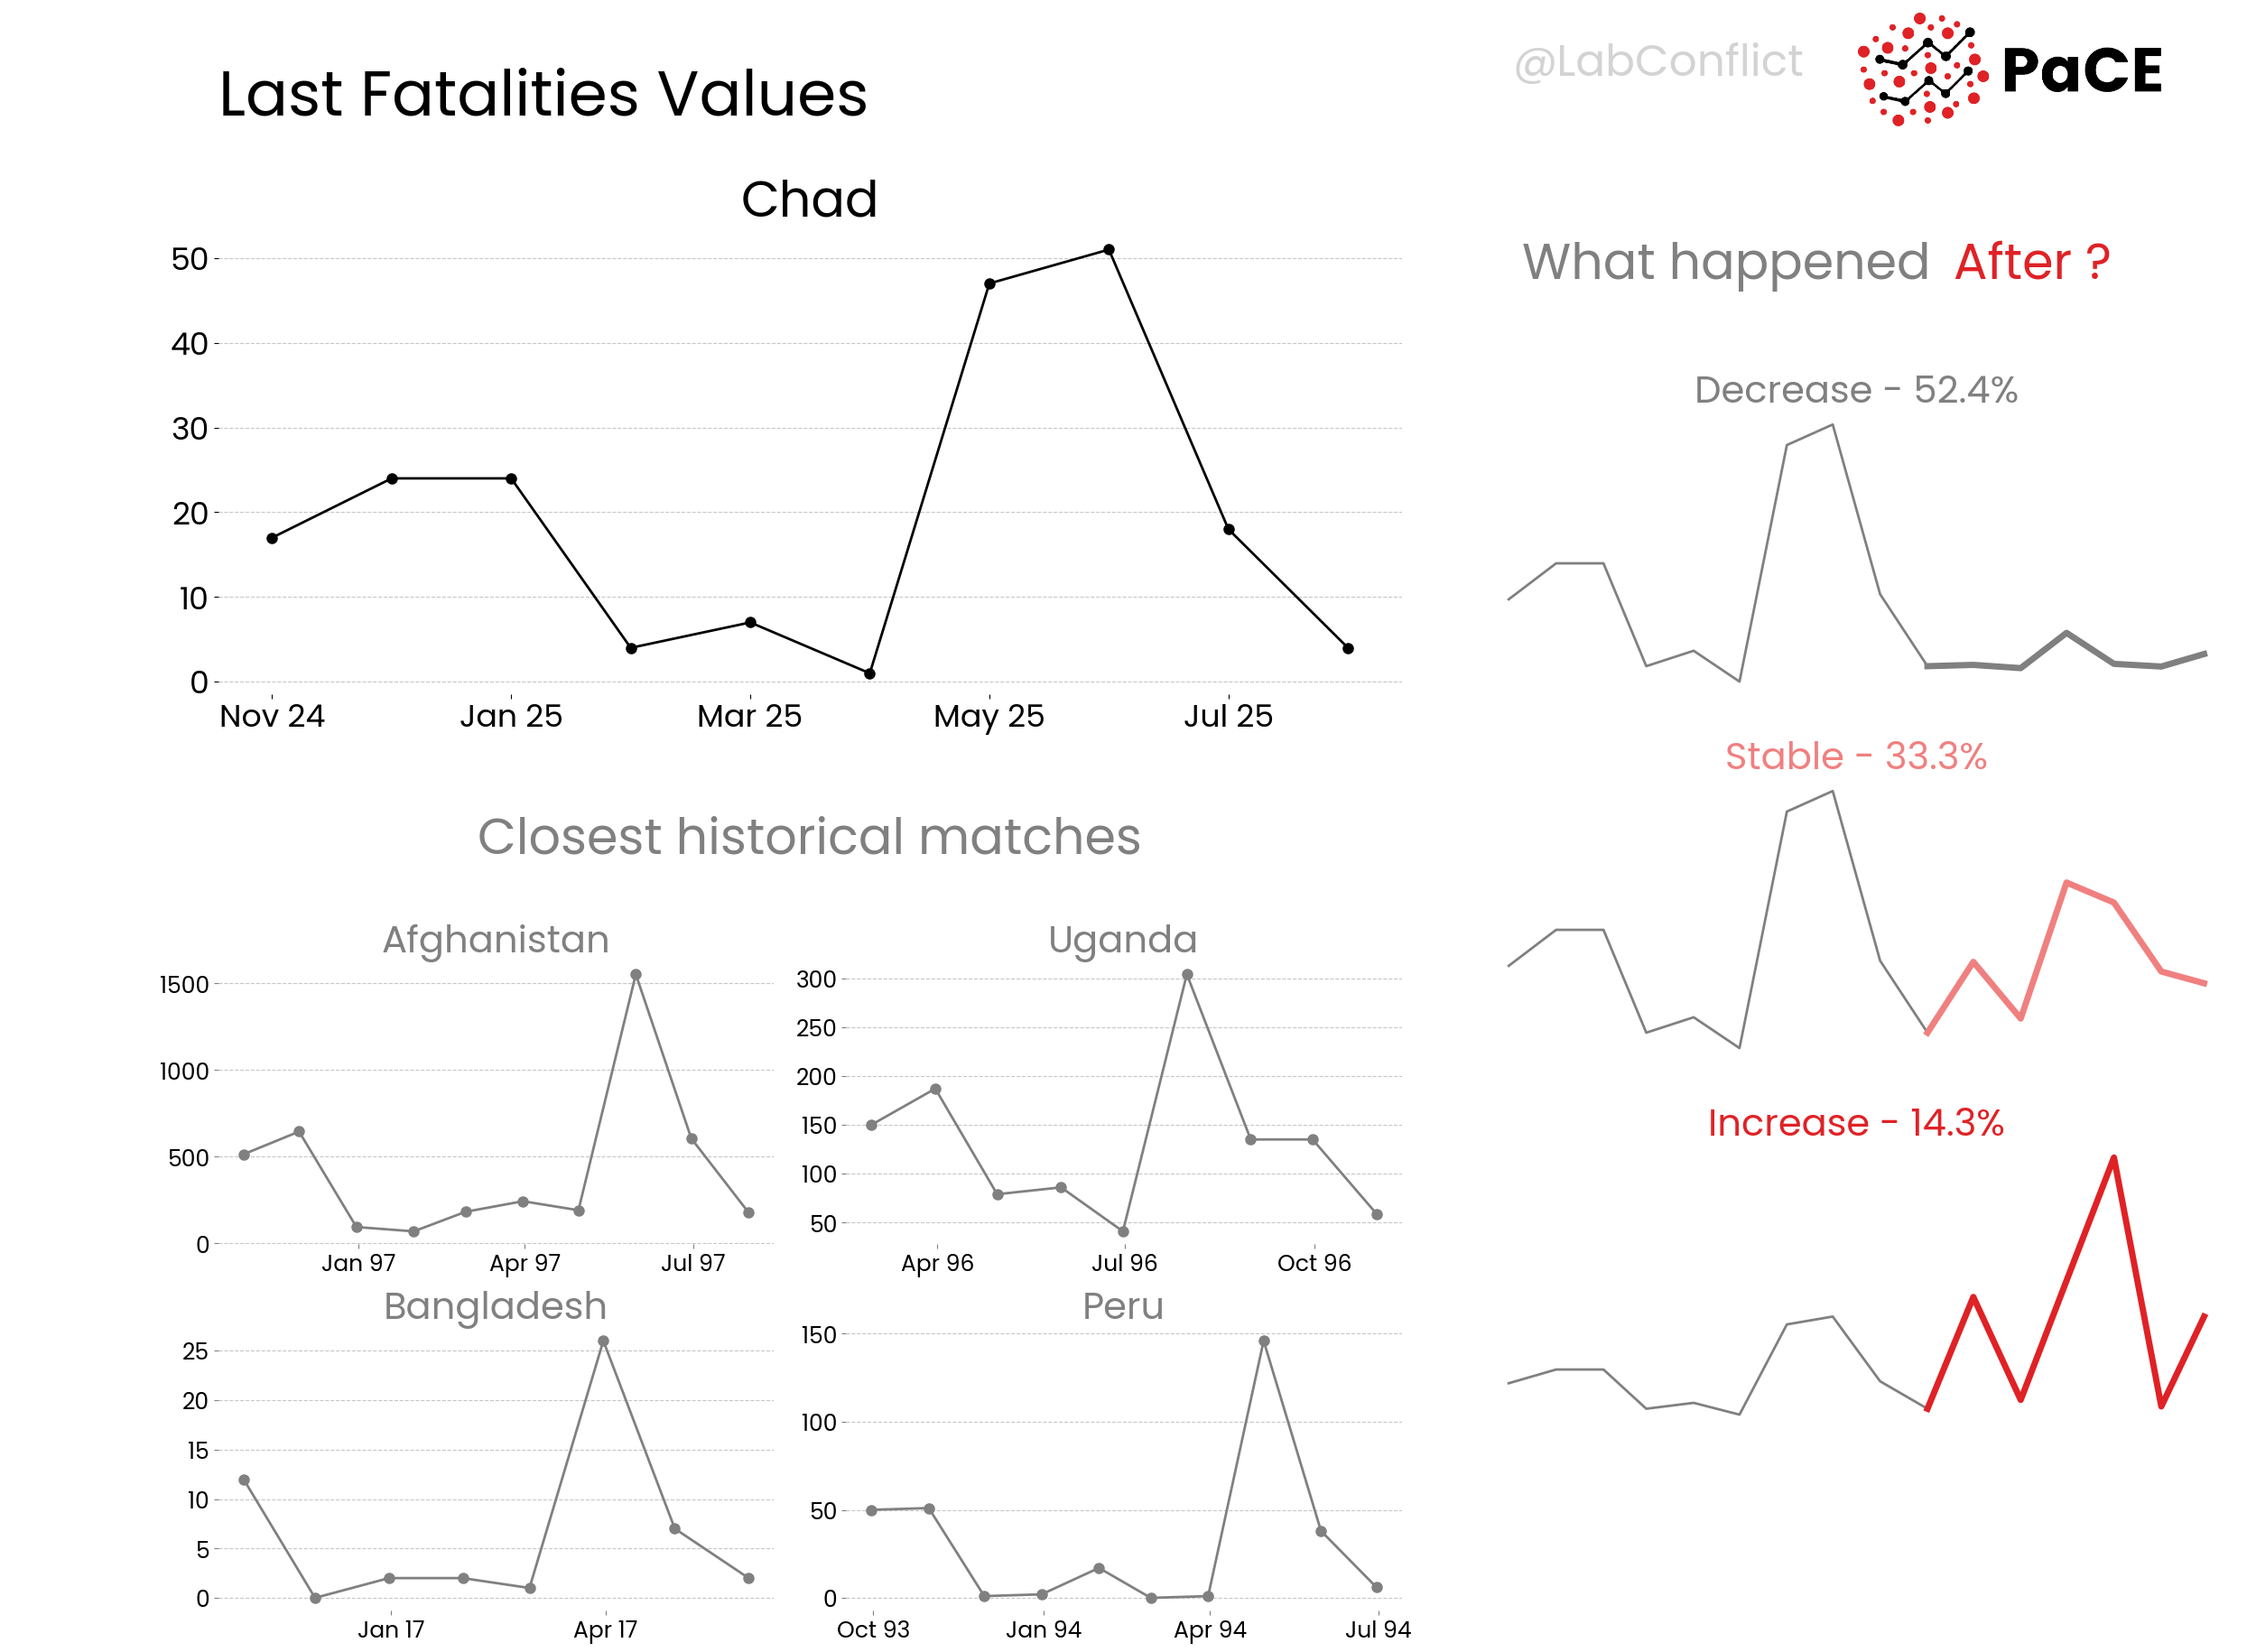 @LabConflict
PaCE
Last Fatalities Values
Chad
50
40
30
20
10
0
Nov 24 Jan 25 Mar 25 May 25 Jul 25
What happened After ?
Decrease - 52.4%
Stable - 33.3%
Increase - 14.3%
Closest historical matches
Afghanistan
1500
1000
500
0
Jan 97 Apr 97 Jul 97
Uganda
300
250
200
150
100
50
Apr 96 Jul 96 Oct 96
Bangladesh
25
20
15
10
5
0
Jan 17 Apr 17
Peru
150
100
50
0
Oct 93 Jan 94 Apr 94 Jul 94